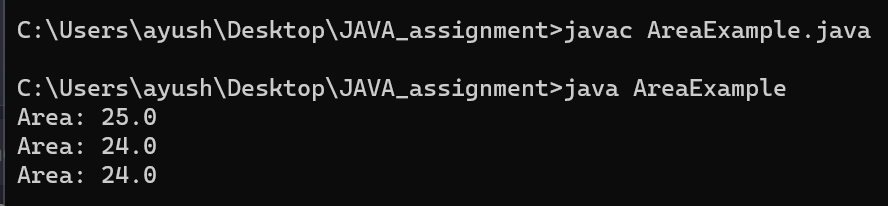 C:\Users\ayush\Desktop\JAVA_assignment>javac AreaExample.java
C:\Users\ayush\Desktop\JAVA_assignment>java AreaExample
Area: 25.0
Area: 24.0
Area: 24.0